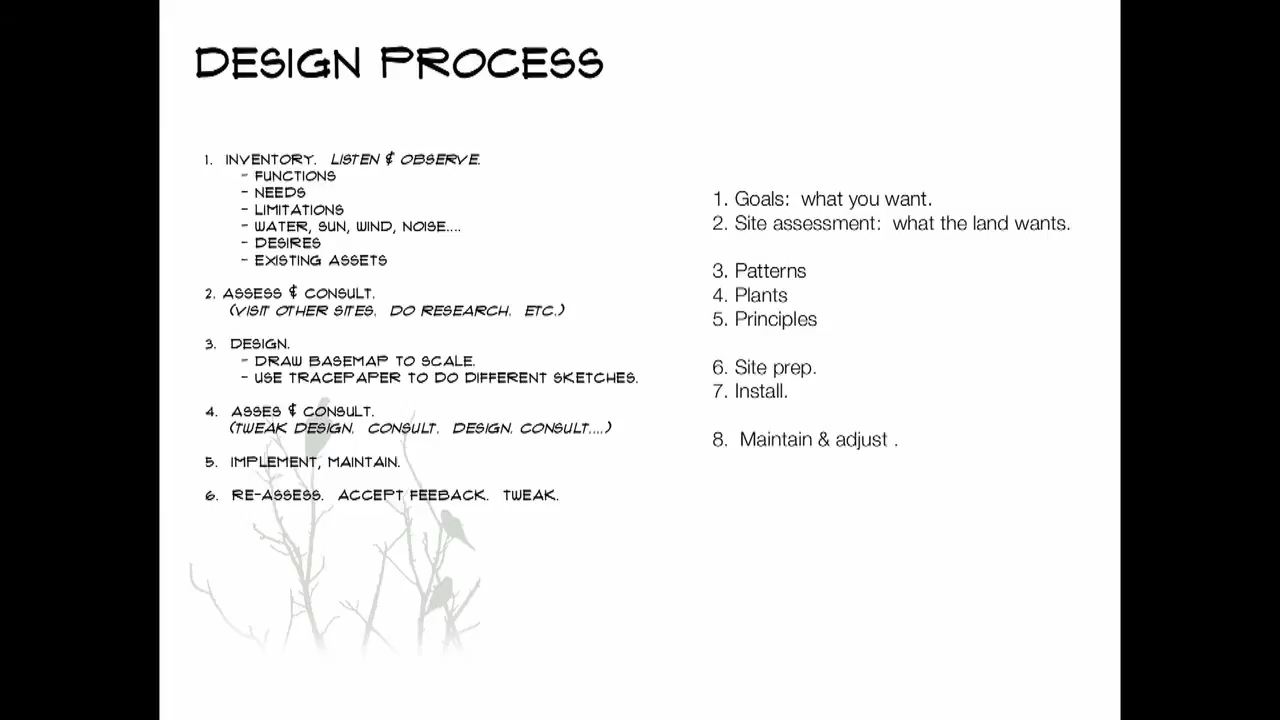 DESIGN PROCESS
1. INVENTORY. LISTEN & OBSERVE.
- FUNCTIONS
- NEEDS
- LIMITATIONS
- WATER, SUN, WIND, NOISE....
- DESIRES
- EXISTING ASSETS
2. ASSESS & CONSULT.
(VISIT OTHER SITES. DO RESEARCH. ETC.)
3. DESIGN.
- DRAW BASEMAP TO SCALE.
- USE TRACEPAPER TO DO DIFFERENT SKETCHES.
4. ASSES & CONSULT.
(TWEAK DESIGN. CONSULT. DESIGN. CONSULT....)
5. IMPLEMENT, MAINTAIN.
6. RE-ASSESS. ACCEPT FEEBACK. TWEAK.
1. Goals: what you want.
2. Site assessment: what the land wants.
3. Patterns
4. Plants
5. Principles
6. Site prep.
7. Install.
8. Maintain & adjust .